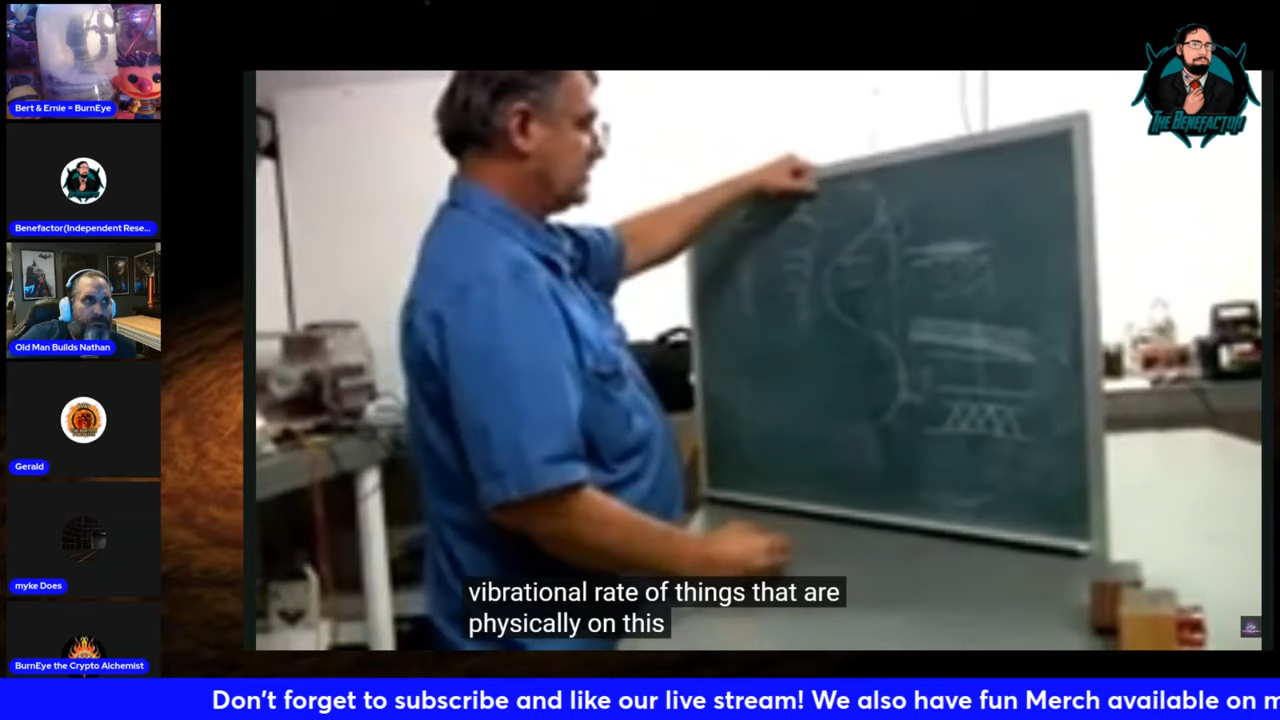 Bert & Ernie = BurnEye
THE BENEFACTOR
Benefactor(Independent Rese...
Old Man Builds Nathan
Gerald
myke Does
BurnEye the Crypto Alchemist
vibrational rate of things that are
physically on this
Don't forget to subscribe and like our live stream! We also have fun Merch available on m